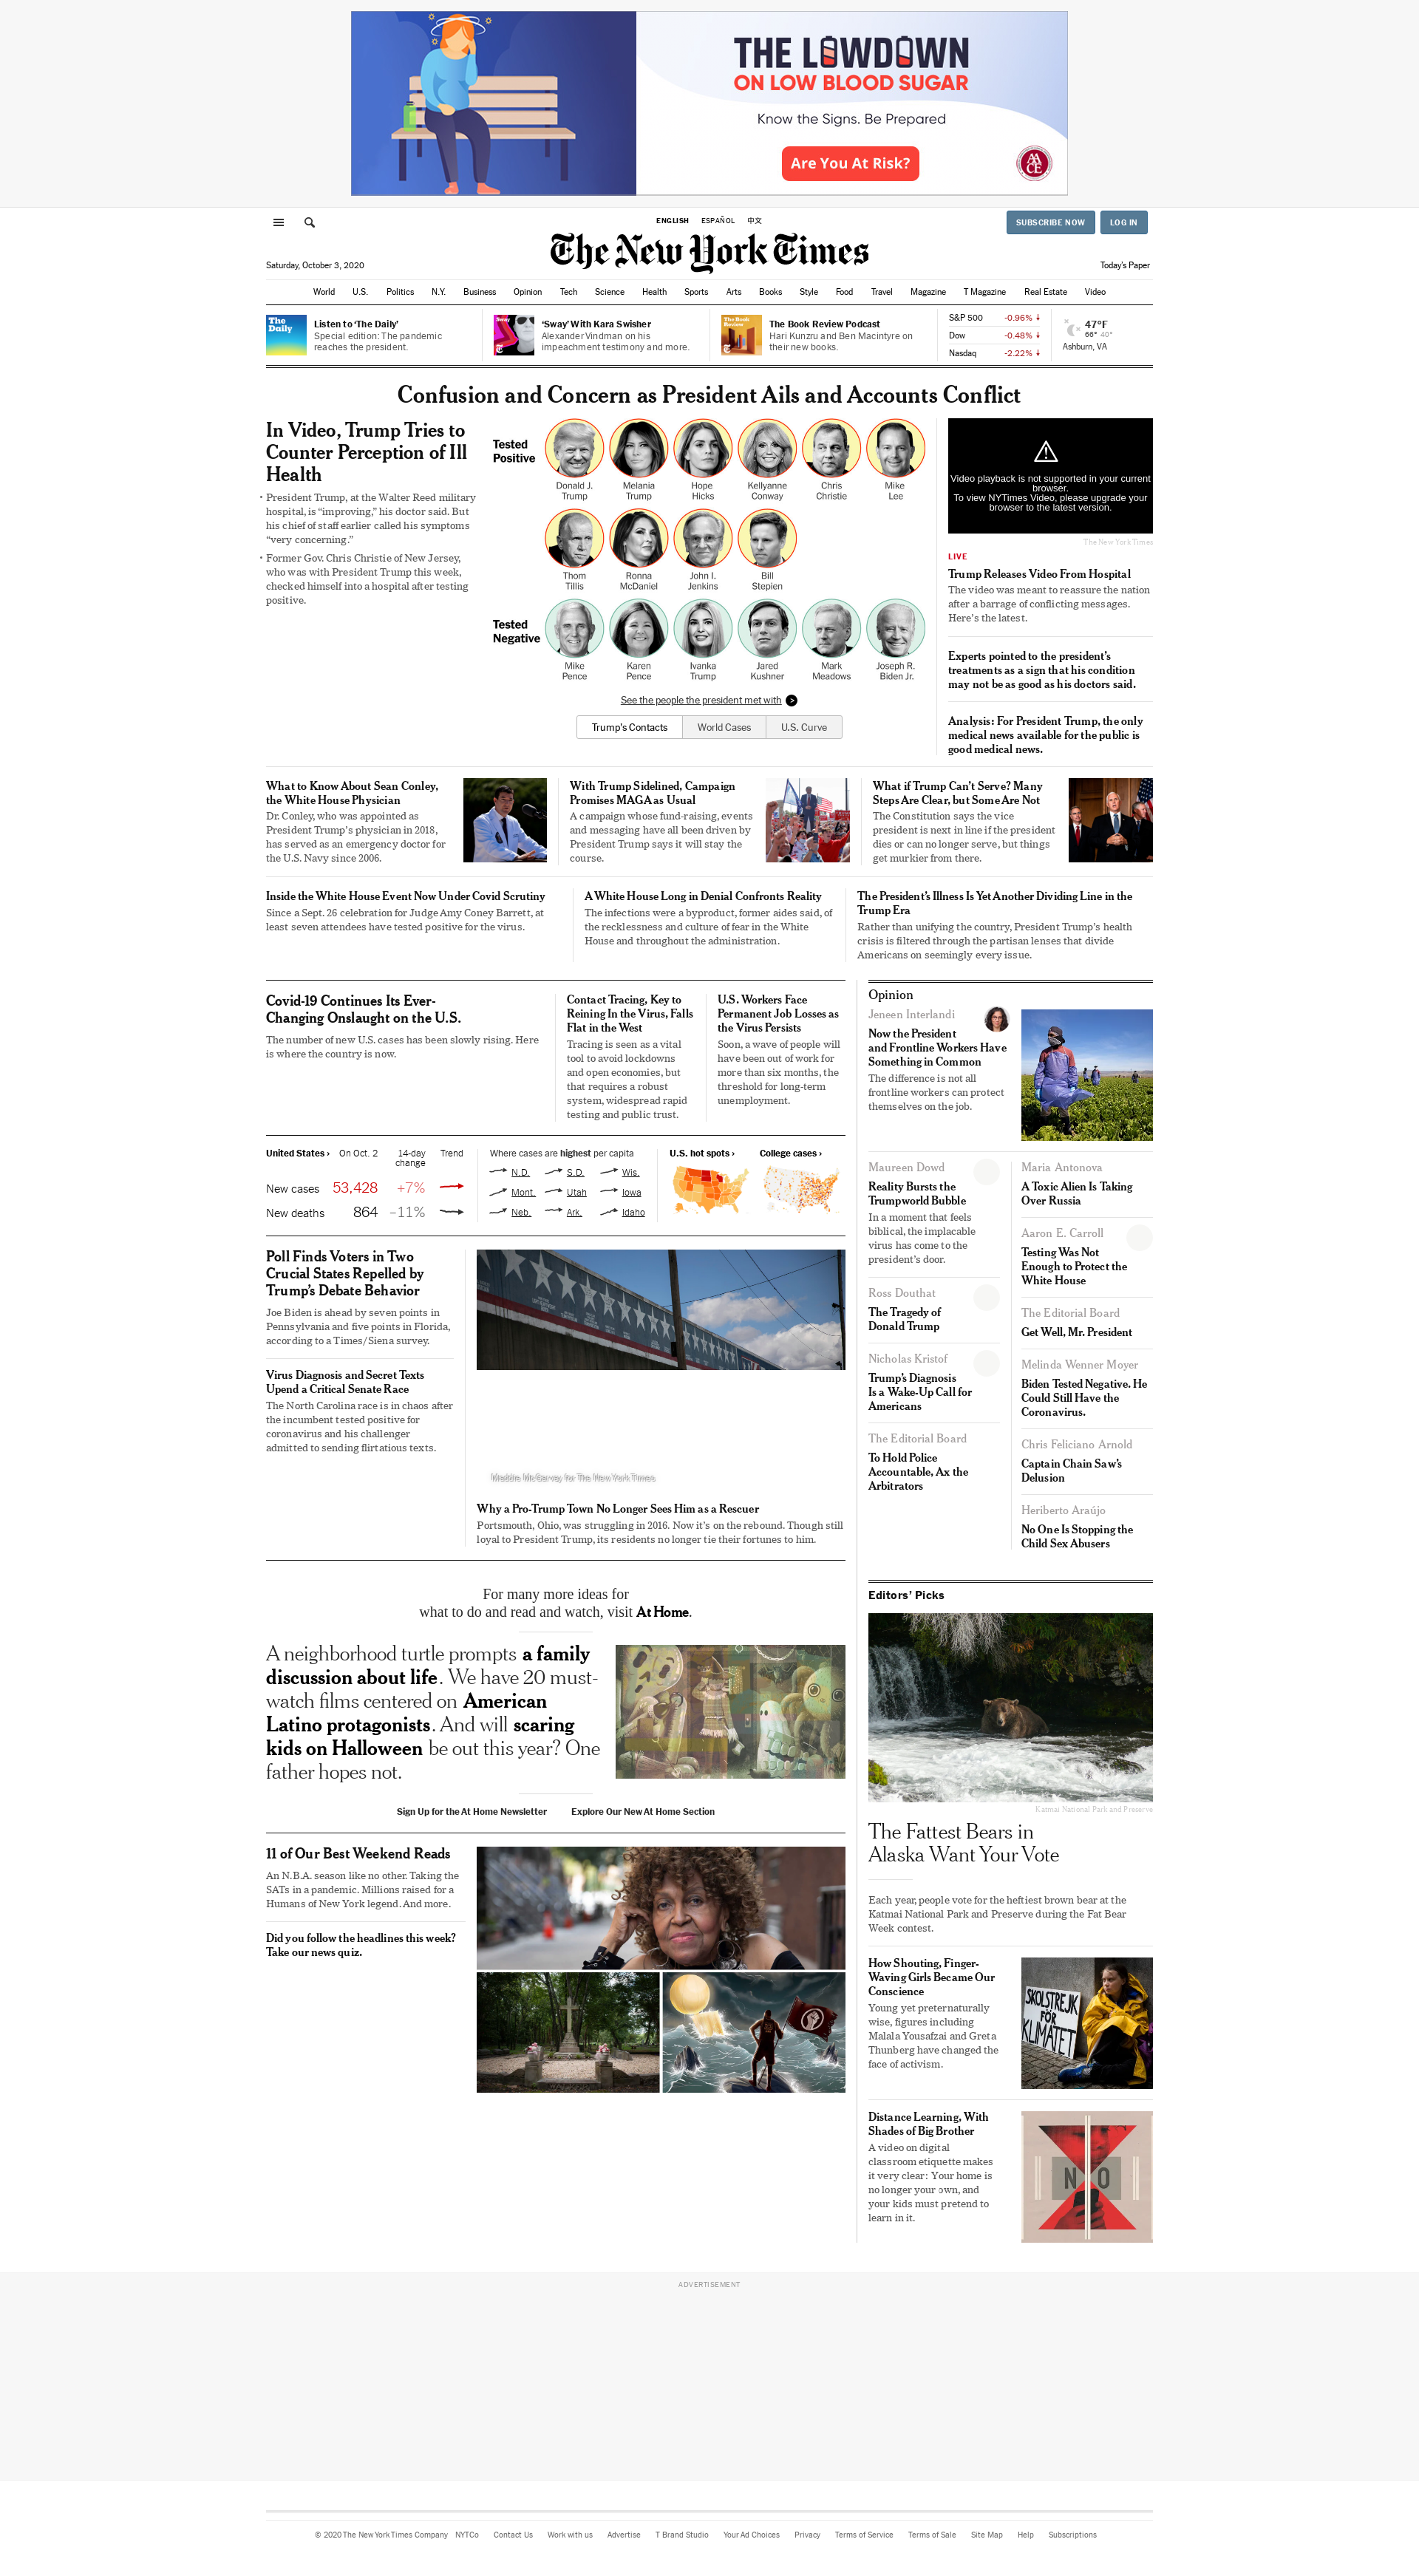 THE LOWDOWN
ON LOW BLOOD SUGAR
Know the Signs. Be Prepared
Are You At Risk?
AACE
ENGLISH
ESPAÑOL
中文
SUBSCRIBE NOW
LOG IN
The New York Times
Saturday, October 3, 2020
Today's Paper
World
U.S.
Politics
N.Y.
Business
Opinion
Tech
Science
Health
Sports
Arts
Books
Style
Food
Travel
Magazine
T Magazine
Real Estate
Video
The
Daily
Listen to ‘The Daily’
Special edition: The pandemic
reaches the president.
Sway
‘Sway’ With Kara Swisher
Alexander Vindman on his
impeachment testimony and more.
The Book
Review
The Book Review Podcast
Hari Kunzru and Ben Macintyre on
their new books.
S&P 500 -0.96%
Dow -0.48%
Nasdaq -2.22%
47°F
66° 40°
Ashburn, VA
Confusion and Concern as President Ails and Accounts Conflict
In Video, Trump Tries to
Counter Perception of Ill
Health
• President Trump, at the Walter Reed military
hospital, is “improving,” his doctor said. But
his chief of staff earlier called his symptoms
“very concerning.”
• Former Gov. Chris Christie of New Jersey,
who was with President Trump this week,
checked himself into a hospital after testing
positive.
Tested
Positive
Donald J.
Trump
Melania
Trump
Hope
Hicks
Kellyanne
Conway
Chris
Christie
Mike
Lee
Thom
Tillis
Ronna
McDaniel
John I.
Jenkins
Bill
Stepien
Tested
Negative
Mike
Pence
Karen
Pence
Ivanka
Trump
Jared
Kushner
Mark
Meadows
Joseph R.
Biden Jr.
See the people the president met with
Trump's Contacts
World Cases
U.S. Curve
Video playback is not supported in your current
browser.
To view NYTimes Video, please upgrade your
browser to the latest version.
The New York Times
LIVE
Trump Releases Video From Hospital
The video was meant to reassure the nation
after a barrage of conflicting messages.
Here's the latest.
Experts pointed to the president’s
treatments as a sign that his condition
may not be as good as his doctors said.
Analysis: For President Trump, the only
medical news available for the public is
good medical news.
What to Know About Sean Conley,
the White House Physician
Dr. Conley, who was appointed as
President Trump’s physician in 2018,
has served as an emergency doctor for
the U.S. Navy since 2006.
With Trump Sidelined, Campaign
Promises MAGA as Usual
A campaign whose fund-raising, events
and messaging have all been driven by
President Trump says it will stay the
course.
What if Trump Can’t Serve? Many
Steps Are Clear, but Some Are Not
The Constitution says the vice
president is next in line if the president
dies or can no longer serve, but things
get murkier from there.
Inside the White House Event Now Under Covid Scrutiny
Since a Sept. 26 celebration for Judge Amy Coney Barrett, at
least seven attendees have tested positive for the virus.
A White House Long in Denial Confronts Reality
The infections were a byproduct, former aides said, of
the recklessness and culture of fear in the White
House and throughout the administration.
The President’s Illness Is Yet Another Dividing Line in the
Trump Era
Rather than unifying the country, President Trump’s health
crisis is filtered through the partisan lenses that divide
Americans on seemingly every issue.
Covid-19 Continues Its Ever-
Changing Onslaught on the U.S.
The number of new U.S. cases has been slowly rising. Here
is where the country is now.
Contact Tracing, Key to
Reining In the Virus, Falls
Flat in the West
Tracing is seen as a vital
tool to avoid lockdowns
and open economies, but
that requires a robust
system, widespread rapid
testing and public trust.
U.S. Workers Face
Permanent Job Losses as
the Virus Persists
Soon, a wave of people will
have been out of work for
more than six months, the
threshold for long-term
unemployment.
United States ›
On Oct. 2
14-day
change
Trend
New cases 53,428 +7%
New deaths 864 –11%
Where cases are highest per capita
N.D. S.D. Wis.
Mont. Utah Iowa
Neb. Ark. Idaho
U.S. hot spots ›
College cases ›
Poll Finds Voters in Two
Crucial States Repelled by
Trump’s Debate Behavior
Joe Biden is ahead by seven points in
Pennsylvania and five points in Florida,
according to a Times/Siena survey.
Virus Diagnosis and Secret Texts
Upend a Critical Senate Race
The North Carolina race is in chaos after
the incumbent tested positive for
coronavirus and his challenger
admitted to sending flirtatious texts.
Maddie McGarvey for The New York Times
Why a Pro-Trump Town No Longer Sees Him as a Rescuer
Portsmouth, Ohio, was struggling in 2016. Now it’s on the rebound. Though still
loyal to President Trump, its residents no longer tie their fortunes to him.
For many more ideas for
what to do and read and watch, visit At Home.
A neighborhood turtle prompts a family
discussion about life. We have 20 must-
watch films centered on American
Latino protagonists. And will scaring
kids on Halloween be out this year? One
father hopes not.
Sign Up for the At Home Newsletter
Explore Our New At Home Section
11 of Our Best Weekend Reads
An N.B.A. season like no other. Taking the
SATs in a pandemic. Millions raised for a
Humans of New York legend. And more.
Did you follow the headlines this week?
Take our news quiz.
Opinion
Jeneen Interlandi
Now the President
and Frontline Workers Have
Something in Common
The difference is not all
frontline workers can protect
themselves on the job.
Maureen Dowd
Reality Bursts the
Trumpworld Bubble
In a moment that feels
biblical, the implacable
virus has come to the
president’s door.
Ross Douthat
The Tragedy of
Donald Trump
Nicholas Kristof
Trump’s Diagnosis
Is a Wake-Up Call for
Americans
The Editorial Board
To Hold Police
Accountable, Ax the
Arbitrators
Maria Antonova
A Toxic Alien Is Taking
Over Russia
Aaron E. Carroll
Testing Was Not
Enough to Protect the
White House
The Editorial Board
Get Well, Mr. President
Melinda Wenner Moyer
Biden Tested Negative. He
Could Still Have the
Coronavirus.
Chris Feliciano Arnold
Captain Chain Saw’s
Delusion
Heriberto Araújo
No One Is Stopping the
Child Sex Abusers
Editors’ Picks
Katmai National Park and Preserve
The Fattest Bears in
Alaska Want Your Vote
Each year, people vote for the heftiest brown bear at the
Katmai National Park and Preserve during the Fat Bear
Week contest.
How Shouting, Finger-
Waving Girls Became Our
Conscience
Young yet preternaturally
wise, figures including
Malala Yousafzai and Greta
Thunberg have changed the
face of activism.
SKOLSTREJK
FÖR
KLIMATET
Distance Learning, With
Shades of Big Brother
A video on digital
classroom etiquette makes
it very clear: Your home is
no longer your own, and
your kids must pretend to
learn in it.
NO
ADVERTISEMENT
© 2020 The New York Times Company
NYTCo
Contact Us
Work with us
Advertise
T Brand Studio
Your Ad Choices
Privacy
Terms of Service
Terms of Sale
Site Map
Help
Subscriptions